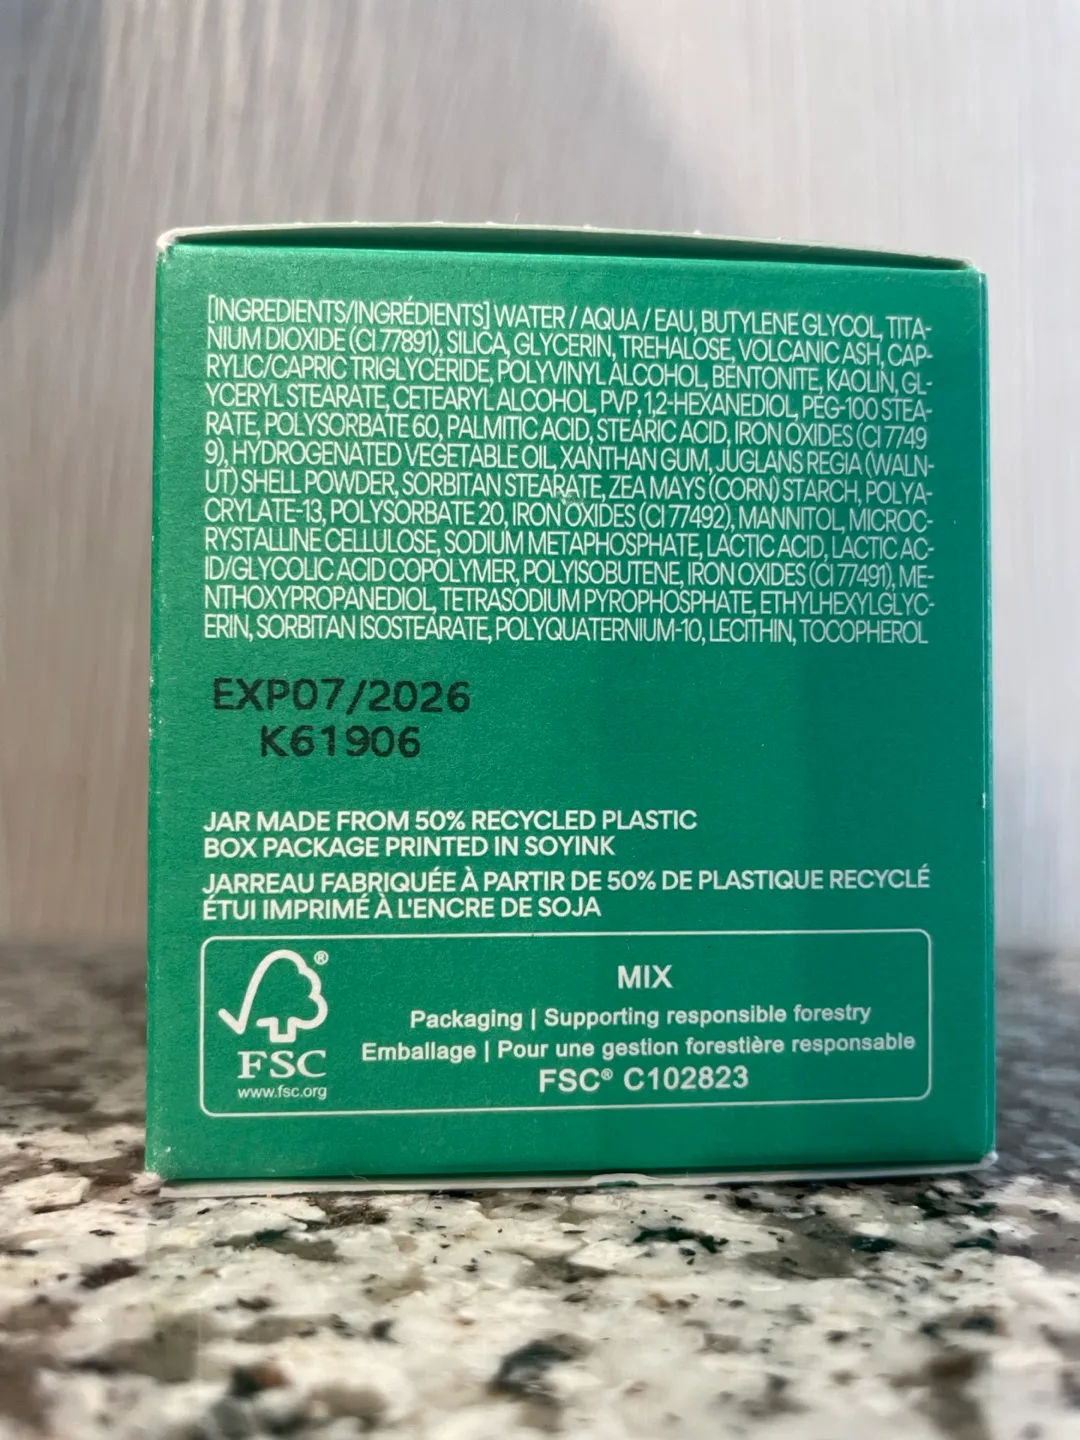 [INGREDIENTS/INGRÉDIENTS] WATER / AQUA / EAU, BUTYLENE GLYCOL, TITA-
NIUM DIOXIDE (CI 77891), SILICA, GLYCERIN, TREHALOSE, VOLCANIC ASH, CAP-
RYLIC/CAPRIC TRIGLYCERIDE, POLYVINYL ALCOHOL, BENTONITE, KAOLIN, GL-
YCERYL STEARATE, CETEARYL ALCOHOL, PVP, 1,2-HEXANEDIOL, PEG-100 STEA-
RATE, POLYSORBATE 60, PALMITIC ACID, STEARIC ACID, IRON OXIDES (CI 7749
9), HYDROGENATED VEGETABLE OIL, XANTHAN GUM, JUGLANS REGIA (WALN-
UT) SHELL POWDER, SORBITAN STEARATE, ZEA MAYS (CORN) STARCH, POLYA-
CRYLATE-13, POLYSORBATE 20, IRON OXIDES (CI 77492), MANNITOL, MICROC-
RYSTALLINE CELLULOSE, SODIUM METAPHOSPHATE, LACTIC ACID, LACTIC AC-
ID/GLYCOLIC ACID COPOLYMER, POLYISOBUTENE, IRON OXIDES (CI 77491), ME-
NTHOXYPROPANEDIOL, TETRASODIUM PYROPHOSPHATE, ETHYLHEXYLGLYC-
ERIN, SORBITAN ISOSTEARATE, POLYQUATERNIUM-10, LECITHIN, TOCOPHEROL
EXP07/2026
K61906
JAR MADE FROM 50% RECYCLED PLASTIC
BOX PACKAGE PRINTED IN SOYINK
JARREAU FABRIQUÉE À PARTIR DE 50% DE PLASTIQUE RECYCLÉ
ÉTUI IMPRIMÉ À L'ENCRE DE SOJA
®
FSC
www.fsc.org
MIX
Packaging | Supporting responsible forestry
Emballage | Pour une gestion forestière responsable
FSC® C102823